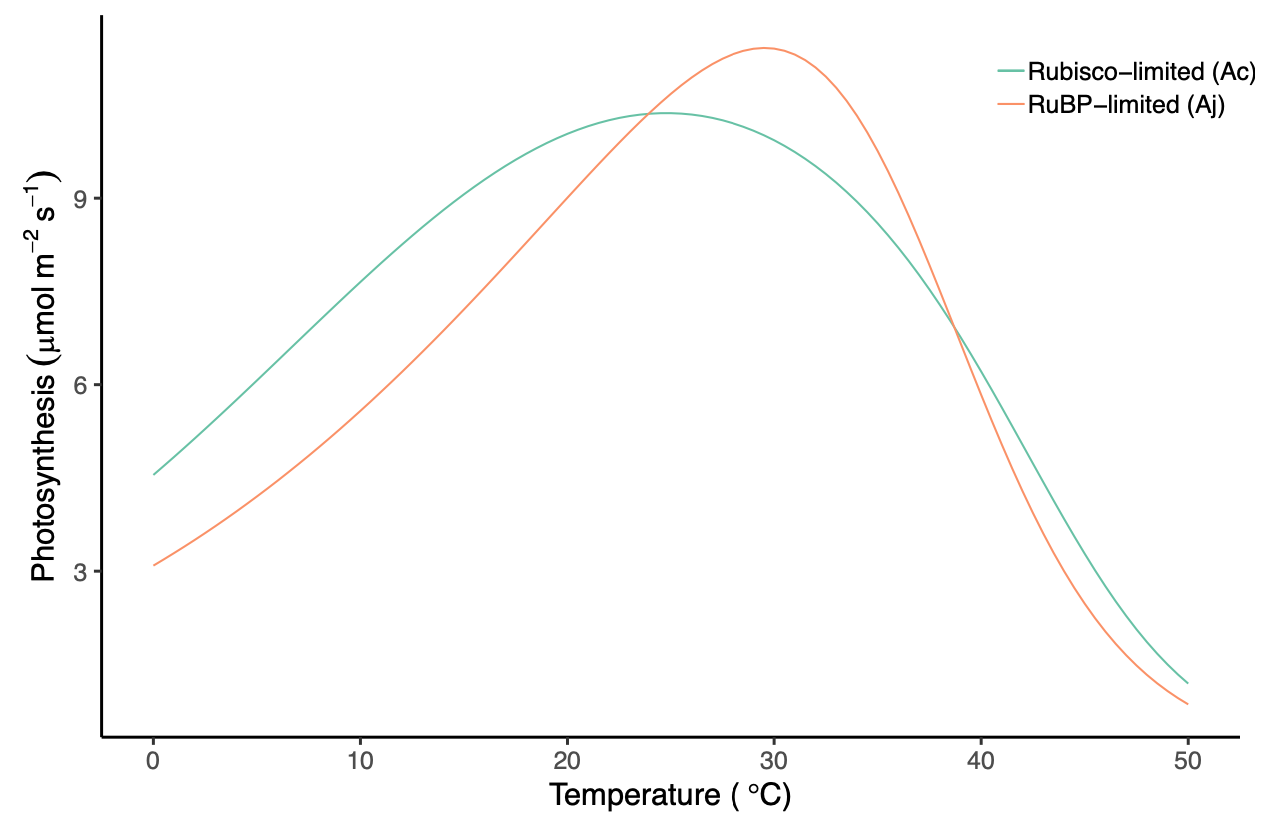 Rubisco−limited (Ac)
RuBP−limited (Aj)
Photosynthesis (μmol m⁻² s⁻¹)
9
6
3
0 10 20 30 40 50
Temperature ( °C)